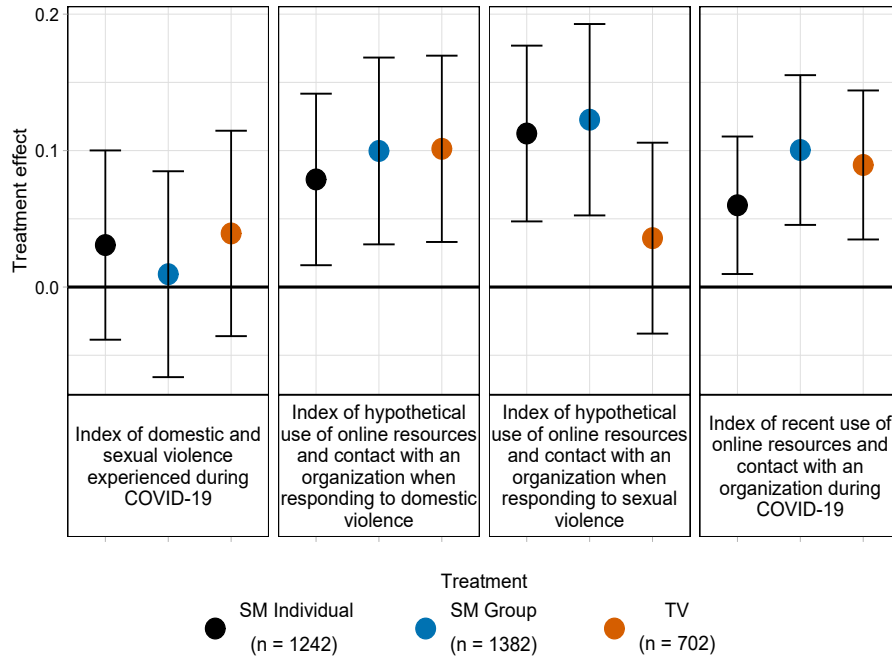 0.2
0.1
0.0
Treatment effect
Index of domestic and
sexual violence
experienced during
COVID-19
Index of hypothetical
use of online resources
and contact with an
organization when
responding to domestic
violence
Index of hypothetical
use of online resources
and contact with an
organization when
responding to sexual
violence
Index of recent use of
online resources and
contact with an
organization during
COVID-19
Treatment
SM Individual
(n = 1242)
SM Group
(n = 1382)
TV
(n = 702)